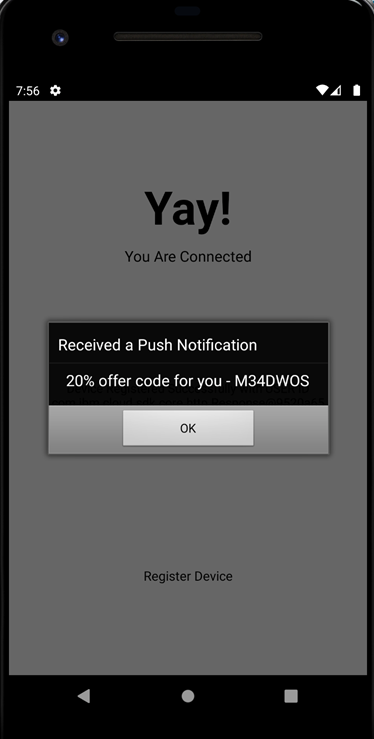 7:56
Yay!
You Are Connected
Received a Push Notification
20% offer code for you - M34DWOS
OK
Register Device